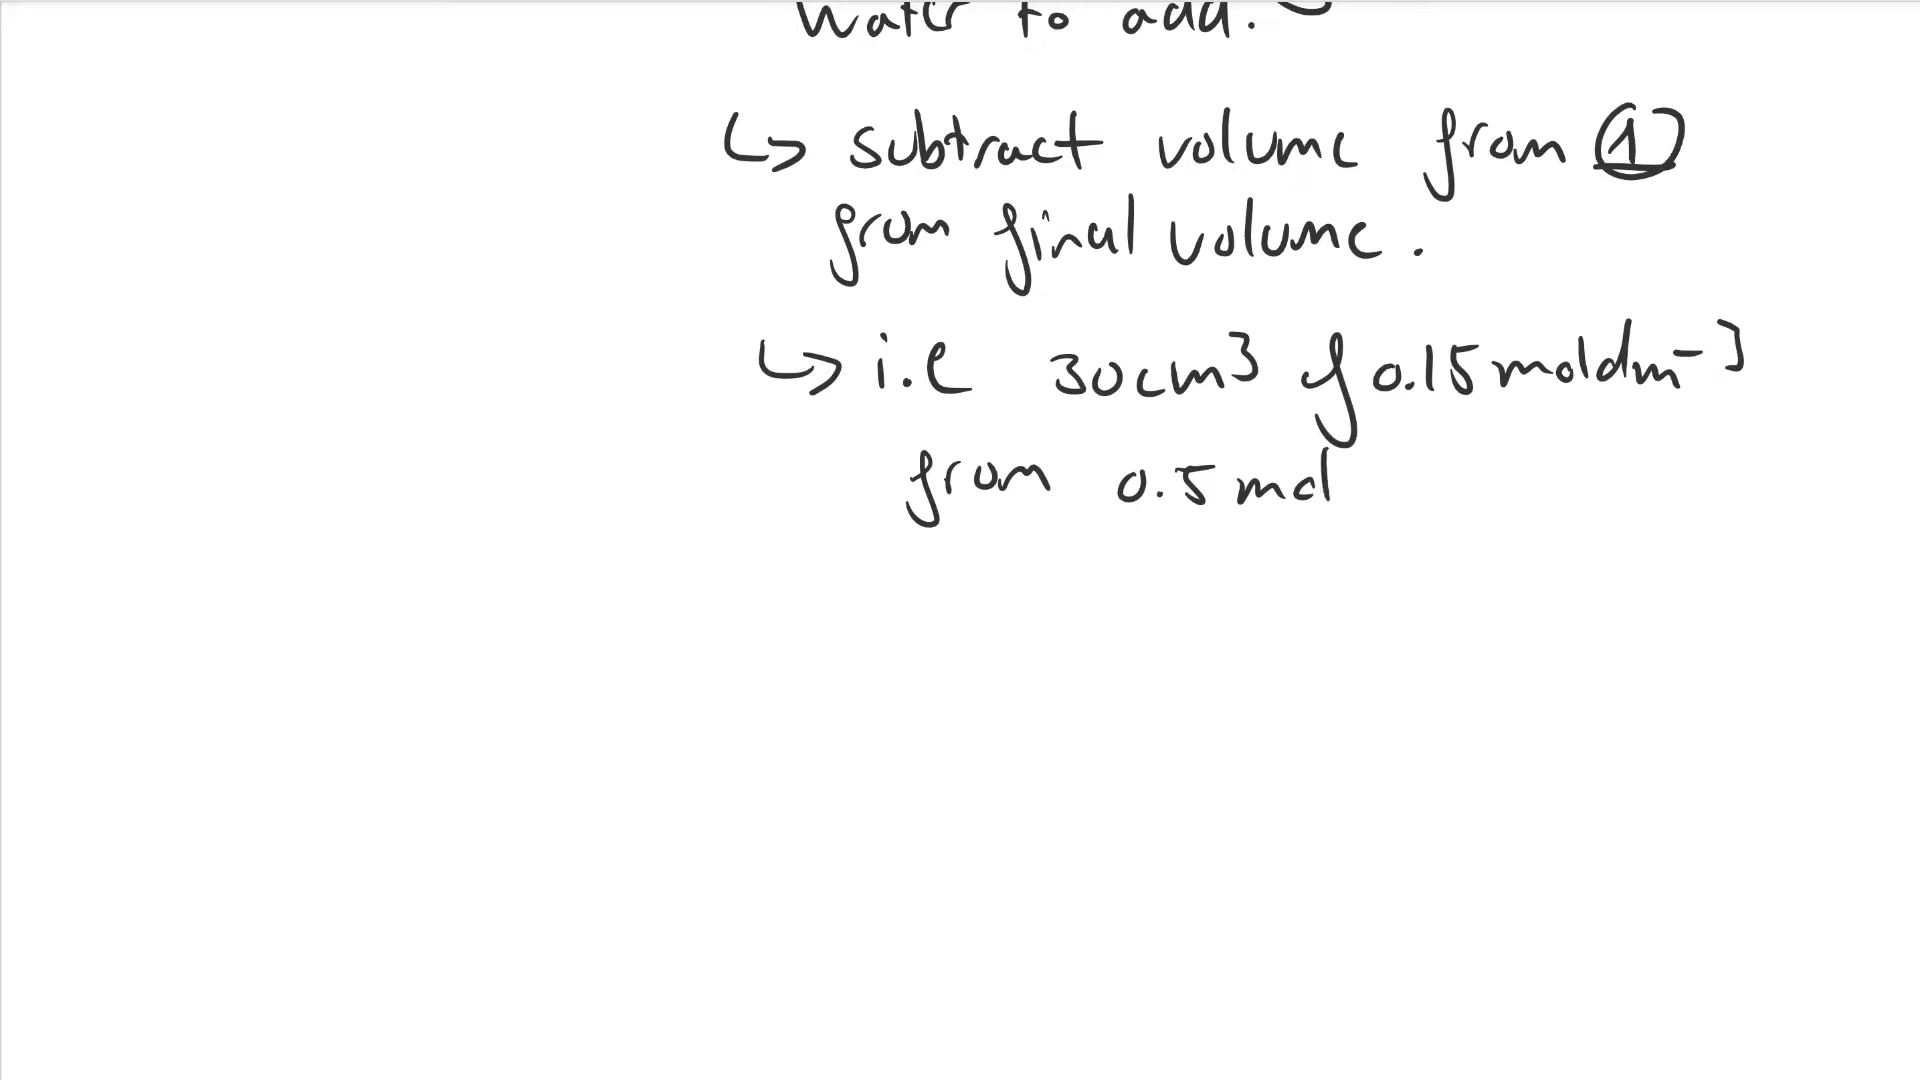 water to add.
↳ subtract volume from ①
from final volume.
↳ i.e 30cm³ of 0.15moldm⁻³
from 0.5mol